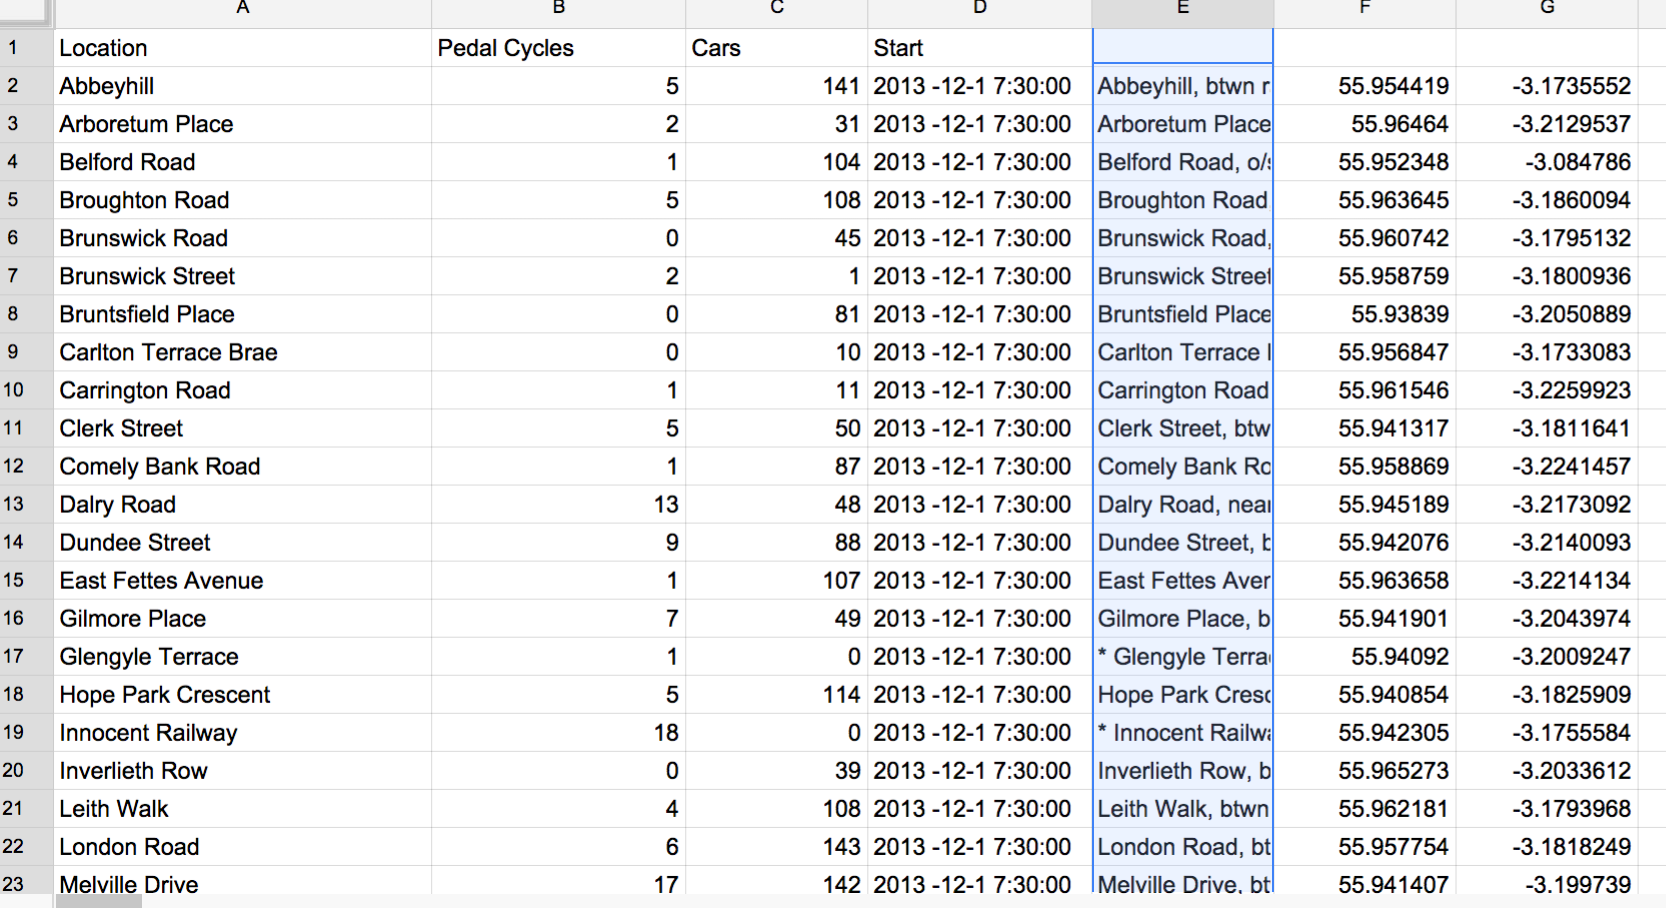 A B C D E F G
1 Location Pedal Cycles Cars Start
2 Abbeyhill 5 141 2013 -12-1 7:30:00 Abbeyhill, btwn 55.954419 -3.1735552
3 Arboretum Place 2 31 2013 -12-1 7:30:00 Arboretum Place 55.96464 -3.2129537
4 Belford Road 1 104 2013 -12-1 7:30:00 Belford Road, 55.952348 -3.084786
5 Broughton Road 5 108 2013 -12-1 7:30:00 Broughton Road 55.963645 -3.1860094
6 Brunswick Road 0 45 2013 -12-1 7:30:00 Brunswick Road, 55.960742 -3.1795132
7 Brunswick Street 2 1 2013 -12-1 7:30:00 Brunswick Street 55.958759 -3.1800936
8 Bruntsfield Place 0 81 2013 -12-1 7:30:00 Bruntsfield Place 55.93839 -3.2050889
9 Carlton Terrace Brae 0 10 2013 -12-1 7:30:00 Carlton Terrace 55.956847 -3.1733083
10 Carrington Road 1 11 2013 -12-1 7:30:00 Carrington Road 55.961546 -3.2259923
11 Clerk Street 5 50 2013 -12-1 7:30:00 Clerk Street, btw 55.941317 -3.1811641
12 Comely Bank Road 1 87 2013 -12-1 7:30:00 Comely Bank 55.958869 -3.2241457
13 Dalry Road 13 48 2013 -12-1 7:30:00 Dalry Road, 55.945189 -3.2173092
14 Dundee Street 9 88 2013 -12-1 7:30:00 Dundee Street, 55.942076 -3.2140093
15 East Fettes Avenue 1 107 2013 -12-1 7:30:00 East Fettes Aver 55.963658 -3.2214134
16 Gilmore Place 7 49 2013 -12-1 7:30:00 Gilmore Place, b 55.941901 -3.2043974
17 Glengyle Terrace 1 0 2013 -12-1 7:30:00 * Glengyle Terra 55.94092 -3.2009247
18 Hope Park Crescent 5 114 2013 -12-1 7:30:00 Hope Park Cresc 55.940854 -3.1825909
19 Innocent Railway 18 0 2013 -12-1 7:30:00 * Innocent Railw 55.942305 -3.1755584
20 Inverlieth Row 0 39 2013 -12-1 7:30:00 Inverlieth Row, b 55.965273 -3.2033612
21 Leith Walk 4 108 2013 -12-1 7:30:00 Leith Walk, btwn 55.962181 -3.1793968
22 London Road 6 143 2013 -12-1 7:30:00 London Road, bt 55.957754 -3.1818249
23 Melville Drive 17 142 2013 -12-1 7:30:00 Melville Drive, bt 55.941407 -3.199739